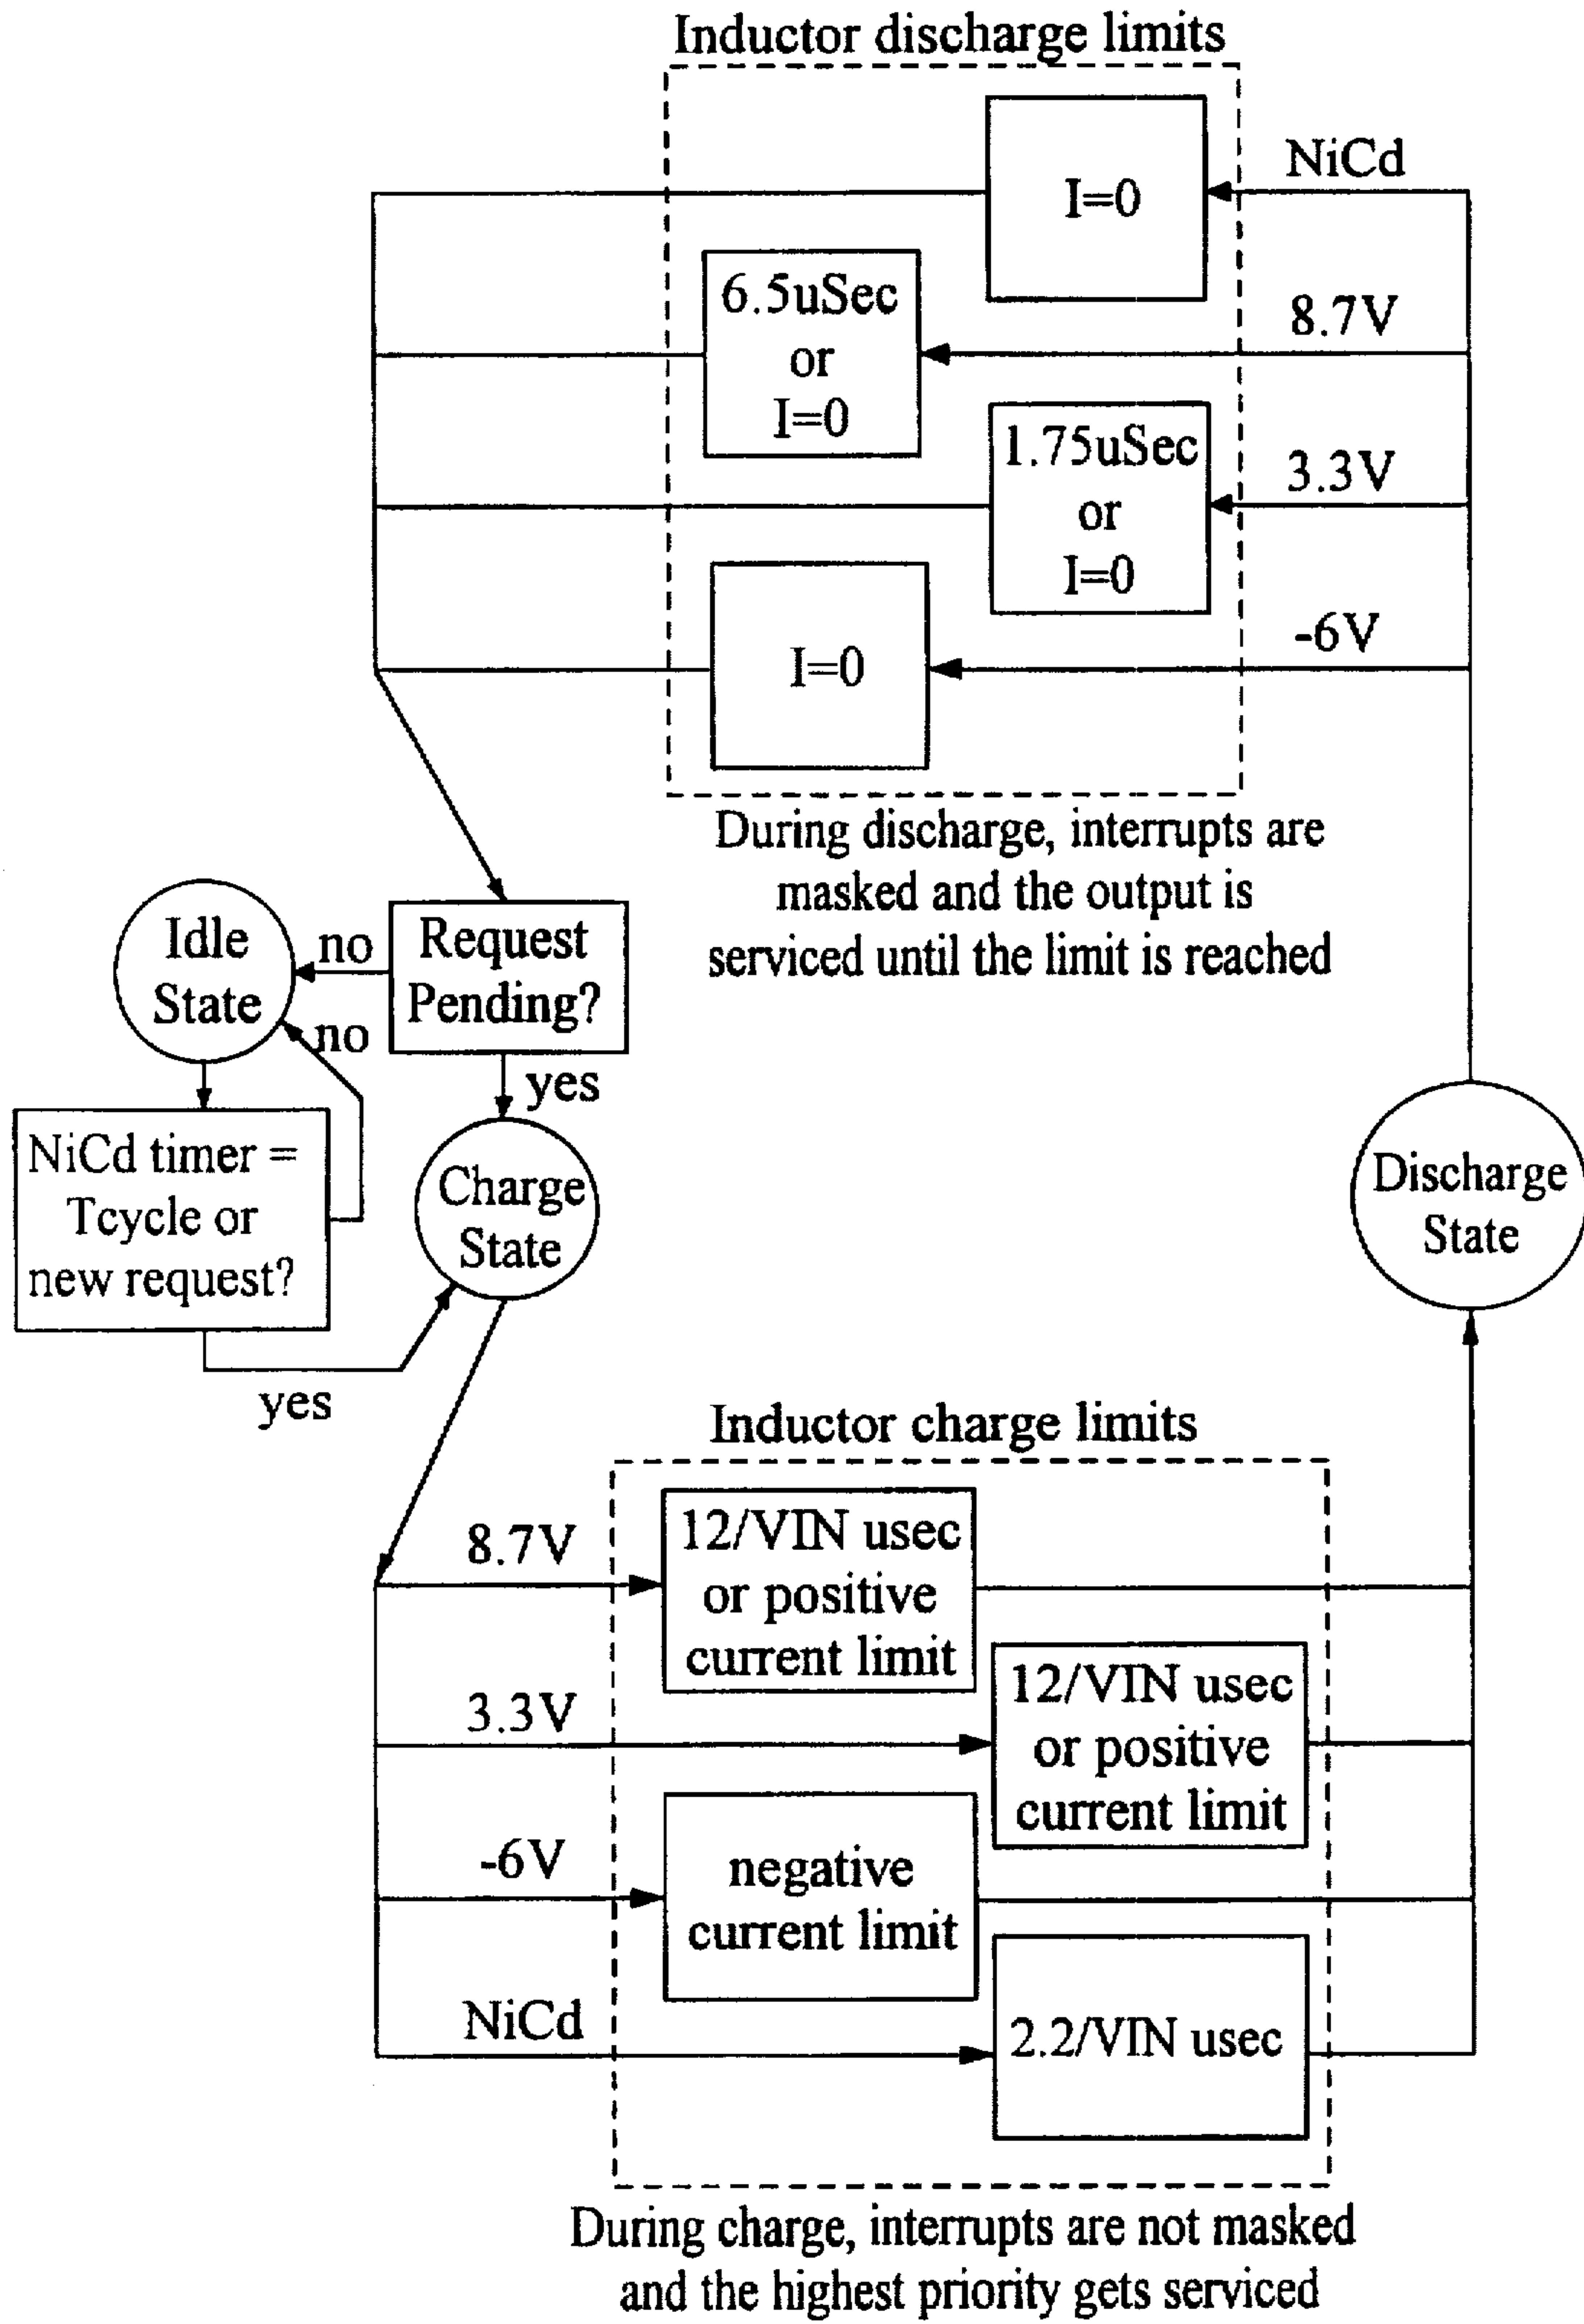 Inductor discharge limits
NiCd
I=0
8.7V
6.5uSec
or
I=0
3.3V
1.75uSec
or
I=0
-6V
I=0
During discharge, interrupts are
masked and the output is
serviced until the limit is reached
Idle
State
no
Request
Pending?
no
yes
NiCd timer =
Tcycle or
new request?
Charge
State
yes
Discharge
State
Inductor charge limits
8.7V
12/VIN usec
or positive
current limit
3.3V
12/VIN usec
or positive
current limit
-6V
negative
current limit
NiCd
2.2/VIN usec
During charge, interrupts are not masked
and the highest priority gets serviced